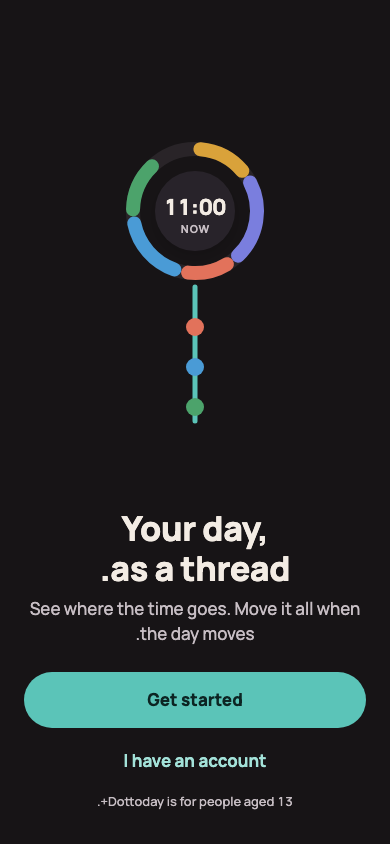 11:00
NOW
Your day,
.as a thread
See where the time goes. Move it all when
.the day moves
Get started
I have an account
.+Dottoday is for people aged 13